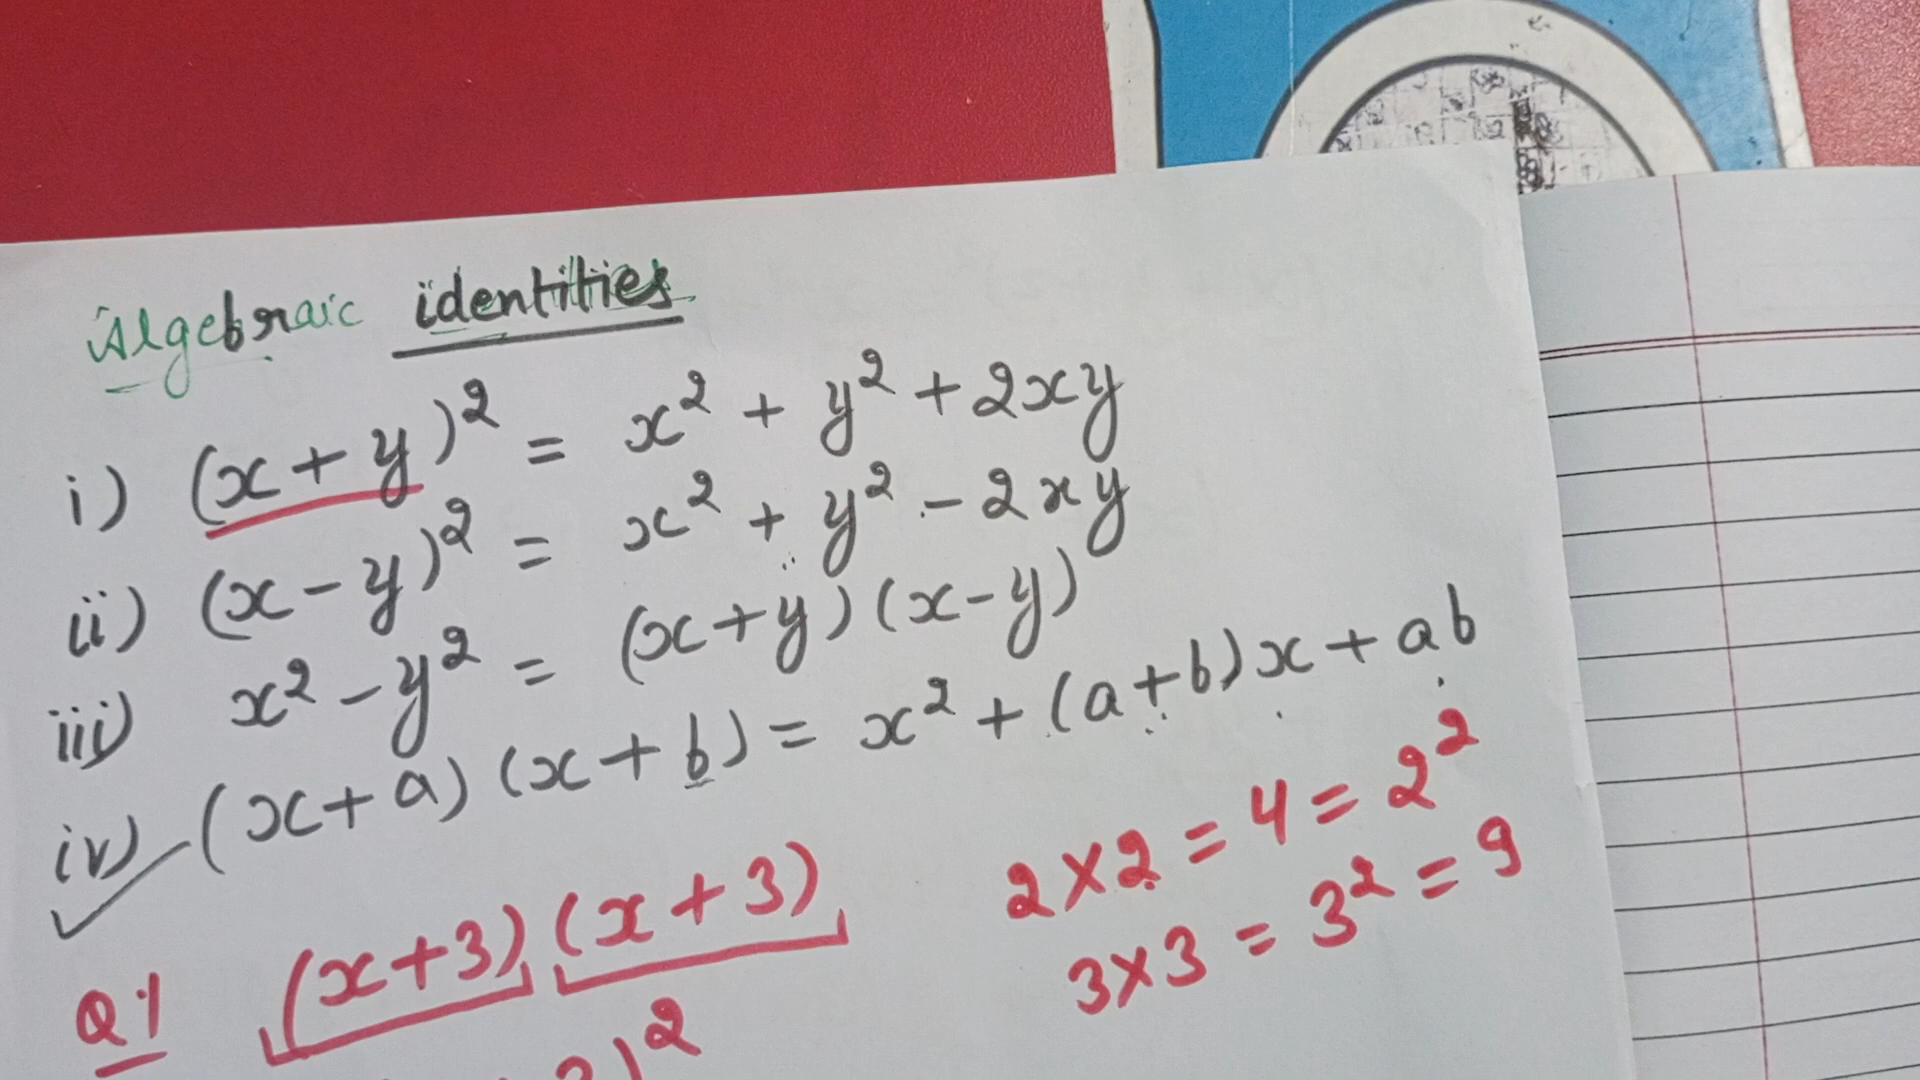 Algebraic identities
i) (x+y)² = x² + y² + 2xy
ii) (x-y)² = x² + y² - 2xy
iii) x² - y² = (x+y)(x-y)
iv) (x+a)(x+b) = x² + (a+b)x + ab
2×2 = 4 = 2²
3×3 = 3² = 9
Q1 (x+3)(x+3)
)²